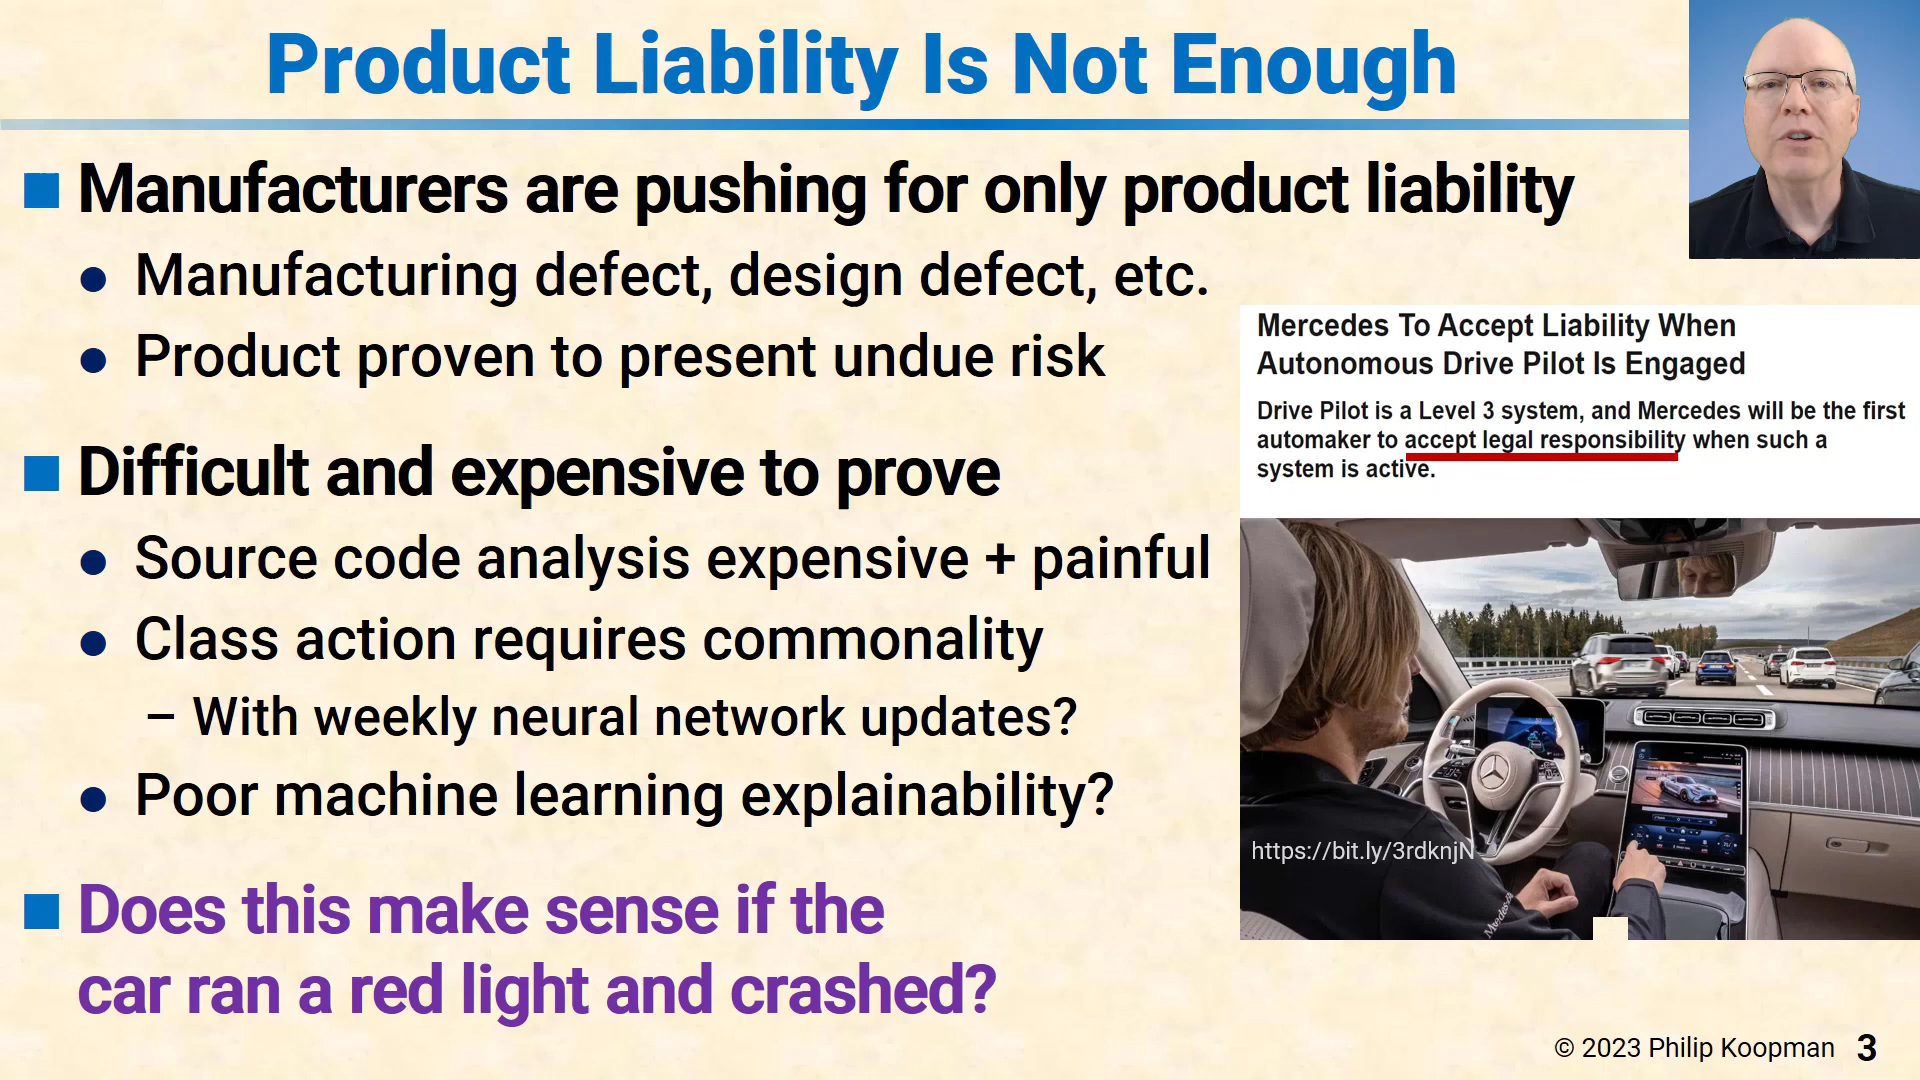 Product Liability Is Not Enough
Manufacturers are pushing for only product liability
Manufacturing defect, design defect, etc.
Product proven to present undue risk
Difficult and expensive to prove
Source code analysis expensive + painful
Class action requires commonality
– With weekly neural network updates?
Poor machine learning explainability?
Does this make sense if the
car ran a red light and crashed?
Mercedes To Accept Liability When
Autonomous Drive Pilot Is Engaged
Drive Pilot is a Level 3 system, and Mercedes will be the first
automaker to accept legal responsibility when such a
system is active.
https://bit.ly/3rdknjN
© 2023 Philip Koopman 3